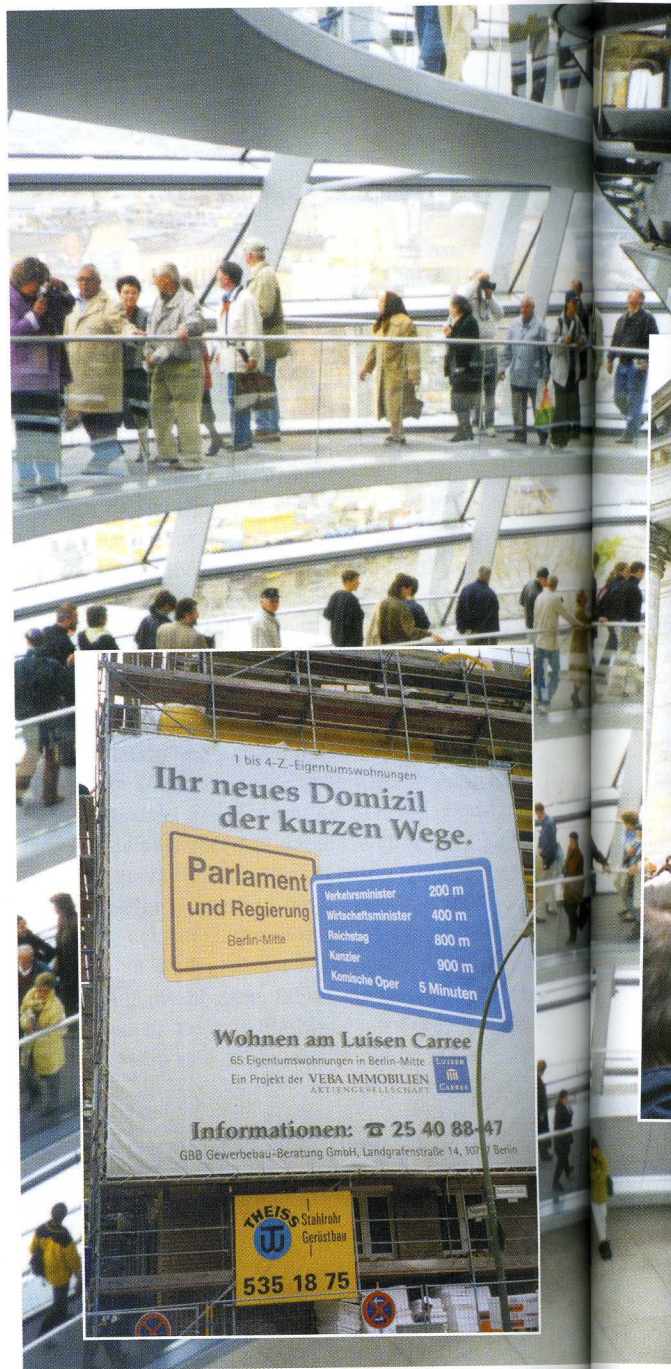 1 bis 4-Z.-Eigentumswohnungen
Ihr neues Domizil
der kurzen Wege.
Parlament
und Regierung
Berlin-Mitte
Verkehrsminister 200 m
Wirtschaftsminister 400 m
Reichstag 800 m
Kanzler 900 m
Komische Oper 5 Minuten
Wohnen am Luisen Carree
65 Eigentumswohnungen in Berlin-Mitte
Ein Projekt der VEBA IMMOBILIEN
AKTIENGESELLSCHAFT
LUISEN
CARREE
Informationen: ☎ 25 40 88-47
GBB Gewerbebau-Beratung GmbH, Landgrafenstraße 14, Berlin
THEISS
Stahlrohr
Gerüstbau
535 18 75